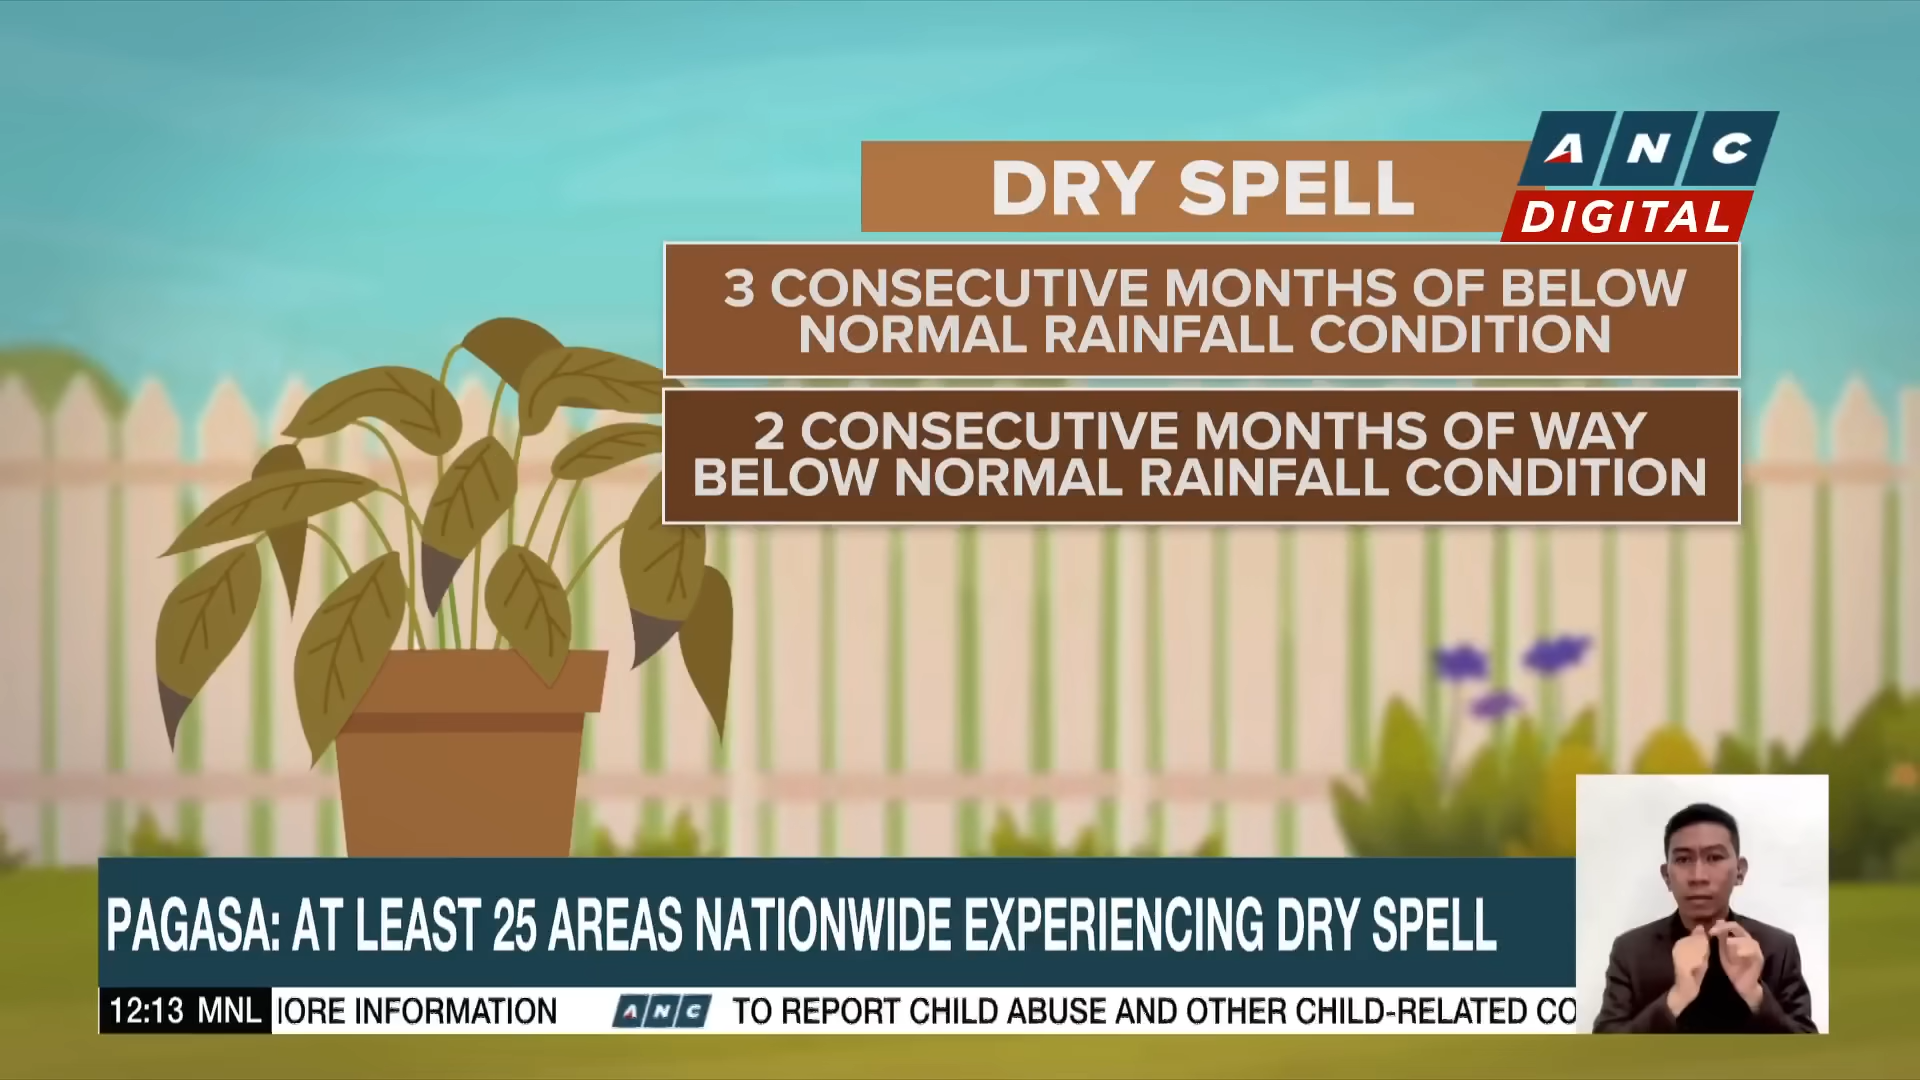 ANC
DIGITAL
DRY SPELL
3 CONSECUTIVE MONTHS OF BELOW
NORMAL RAINFALL CONDITION
2 CONSECUTIVE MONTHS OF WAY
BELOW NORMAL RAINFALL CONDITION
PAGASA: AT LEAST 25 AREAS NATIONWIDE EXPERIENCING DRY SPELL
12:13 MNL INFORMATION ANC TO REPORT CHILD ABUSE AND OTHER CHILD-RELATED